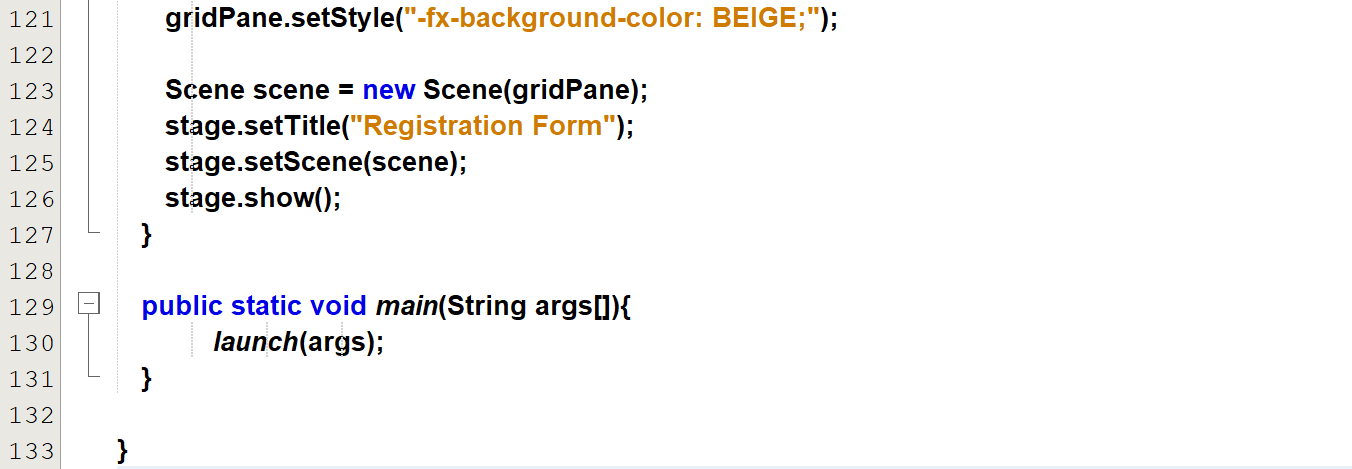 121 gridPane.setStyle("-fx-background-color: BEIGE;");
122
123 Scene scene = new Scene(gridPane);
124 stage.setTitle("Registration Form");
125 stage.setScene(scene);
126 stage.show();
127 }
128
129 public static void main(String args[]){
130 launch(args);
131 }
132
133 }